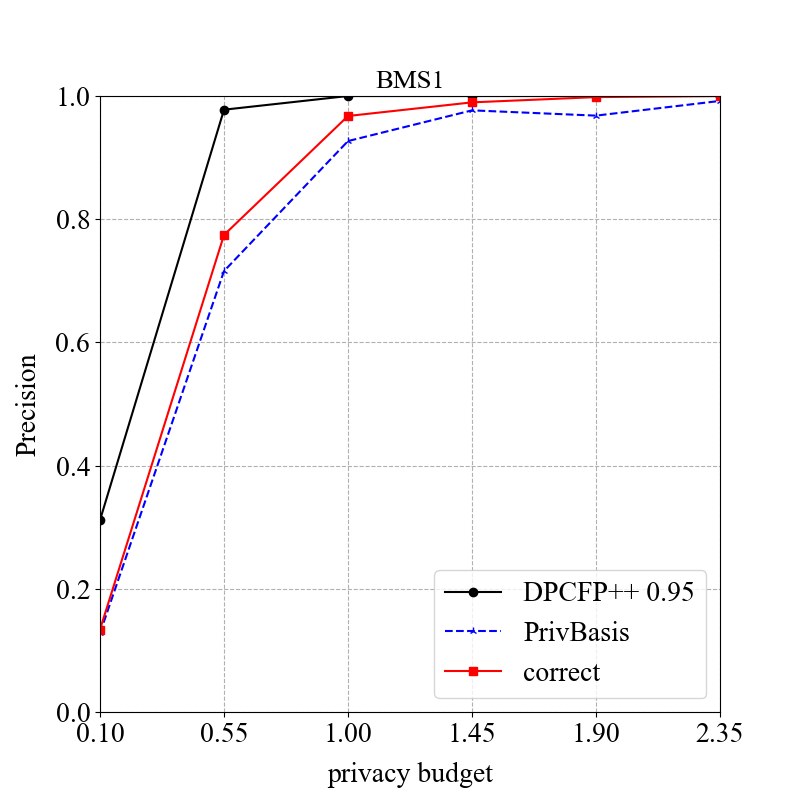 BMS1
1.0
0.8
0.6
0.4
0.2
0.0
Precision
DPCFP++ 0.95
PrivBasis
correct
0.10 0.55 1.00 1.45 1.90 2.35
privacy budget